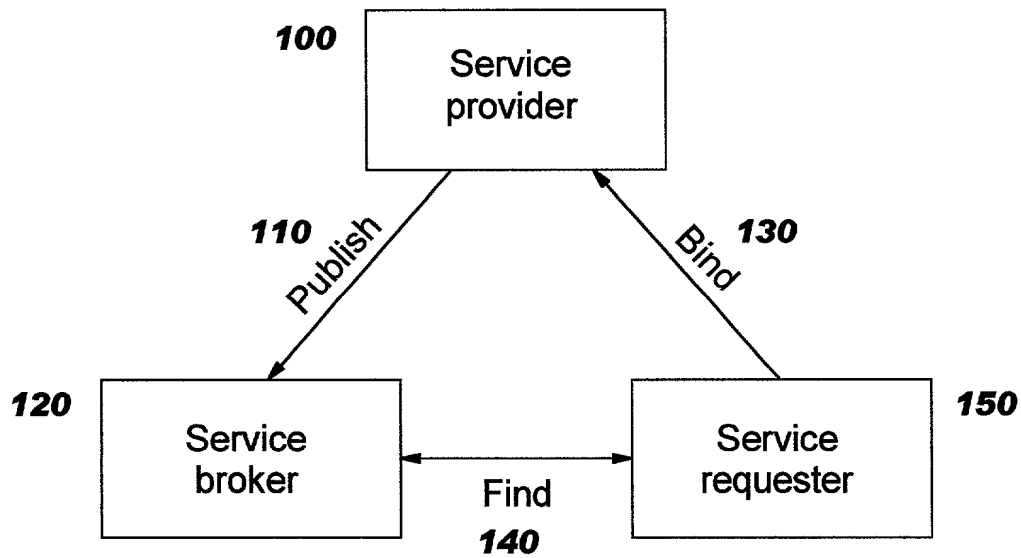 100
Service
provider
110
Publish
Bind
130
120
Service
broker
Find
140
Service
requester
150